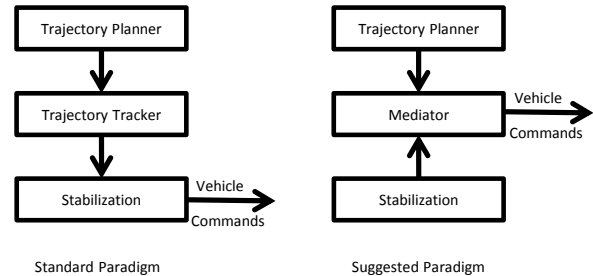 Trajectory Planner
Trajectory Tracker
Stabilization
Vehicle
Commands
Standard Paradigm
Trajectory Planner
Mediator
Vehicle
Commands
Stabilization
Suggested Paradigm